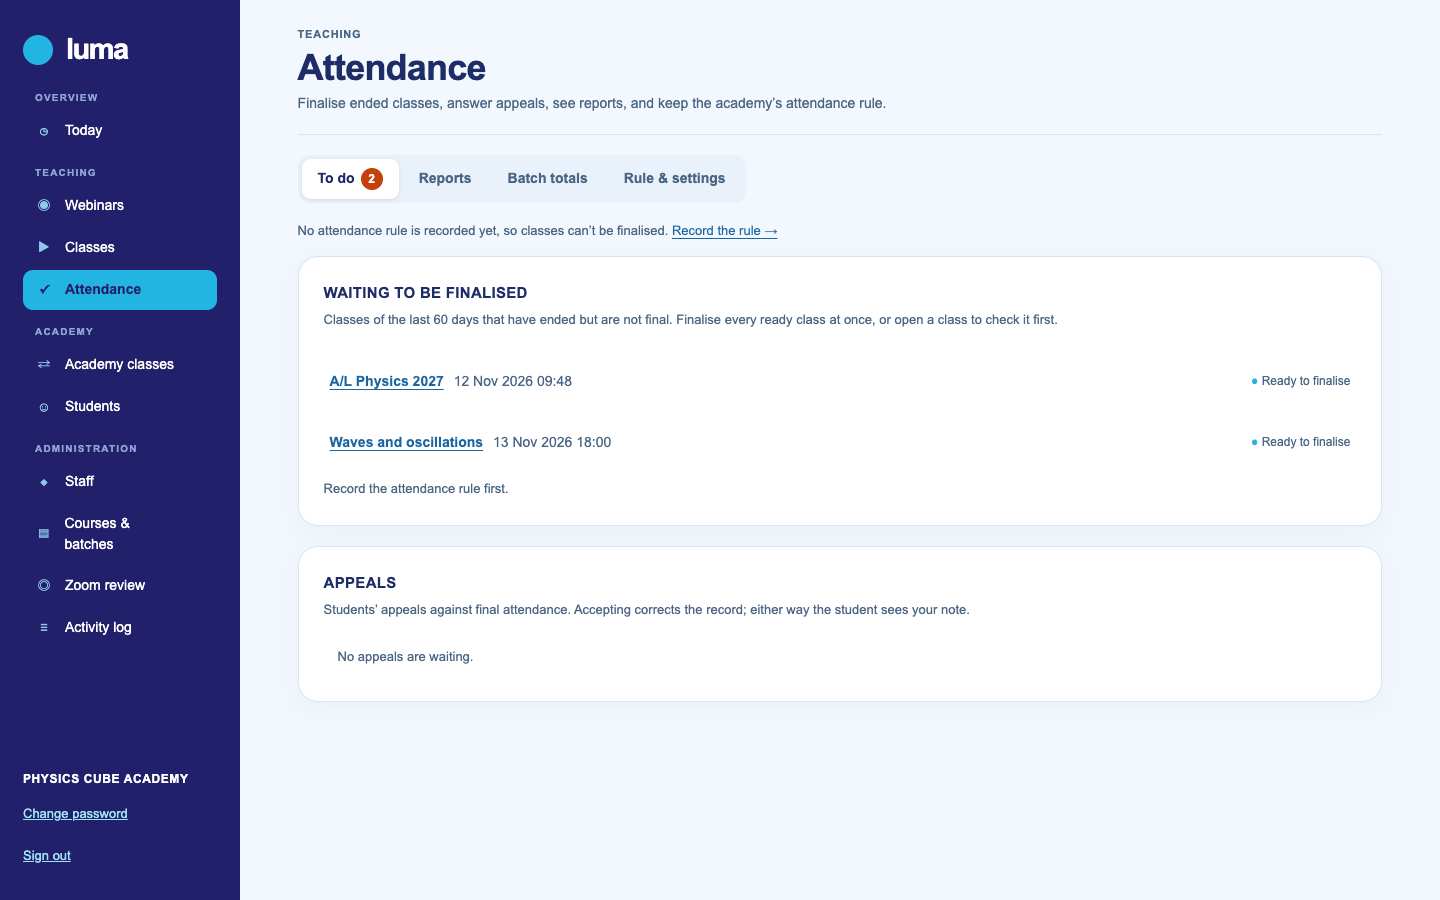 luma
OVERVIEW
Today
TEACHING
Webinars
Classes
Attendance
ACADEMY
Academy classes
Students
ADMINISTRATION
Staff
Courses &
batches
Zoom review
Activity log
PHYSICS CUBE ACADEMY
Change password
Sign out
TEACHING
Attendance
Finalise ended classes, answer appeals, see reports, and keep the academy’s attendance rule.
To do 2 Reports Batch totals Rule & settings
No attendance rule is recorded yet, so classes can’t be finalised. Record the rule →
WAITING TO BE FINALISED
Classes of the last 60 days that have ended but are not final. Finalise every ready class at once, or open a class to check it first.
A/L Physics 2027 12 Nov 2026 09:48 Ready to finalise
Waves and oscillations 13 Nov 2026 18:00 Ready to finalise
Record the attendance rule first.
APPEALS
Students’ appeals against final attendance. Accepting corrects the record; either way the student sees your note.
No appeals are waiting.